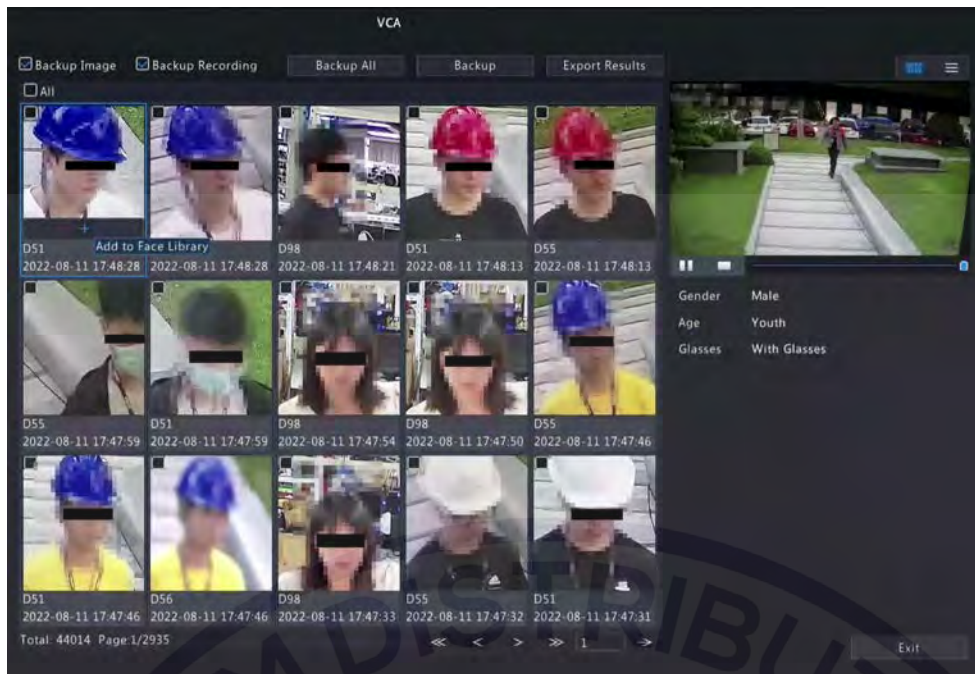 VCA
Backup Image Backup Recording Backup All Backup Export Results
All
D51 D98 D51 D55
Add to Face Library
2022-08-11 17:48:28 2022-08-11 17:48:28 2022-08-11 17:48:21 2022-08-11 17:48:13 2022-08-11 17:48:13
Gender Male
Age Youth
Glasses With Glasses
D55 D51 D98 D98 D55
2022-08-11 17:47:59 2022-08-11 17:47:59 2022-08-11 17:47:54 2022-08-11 17:47:50 2022-08-11 17:47:46
D51 D56 D98 D55 D51
2022-08-11 17:47:46 2022-08-11 17:47:46 2022-08-11 17:47:33 2022-08-11 17:47:32 2022-08-11 17:47:31
Total: 44014 Page:1/2935
1
Exit